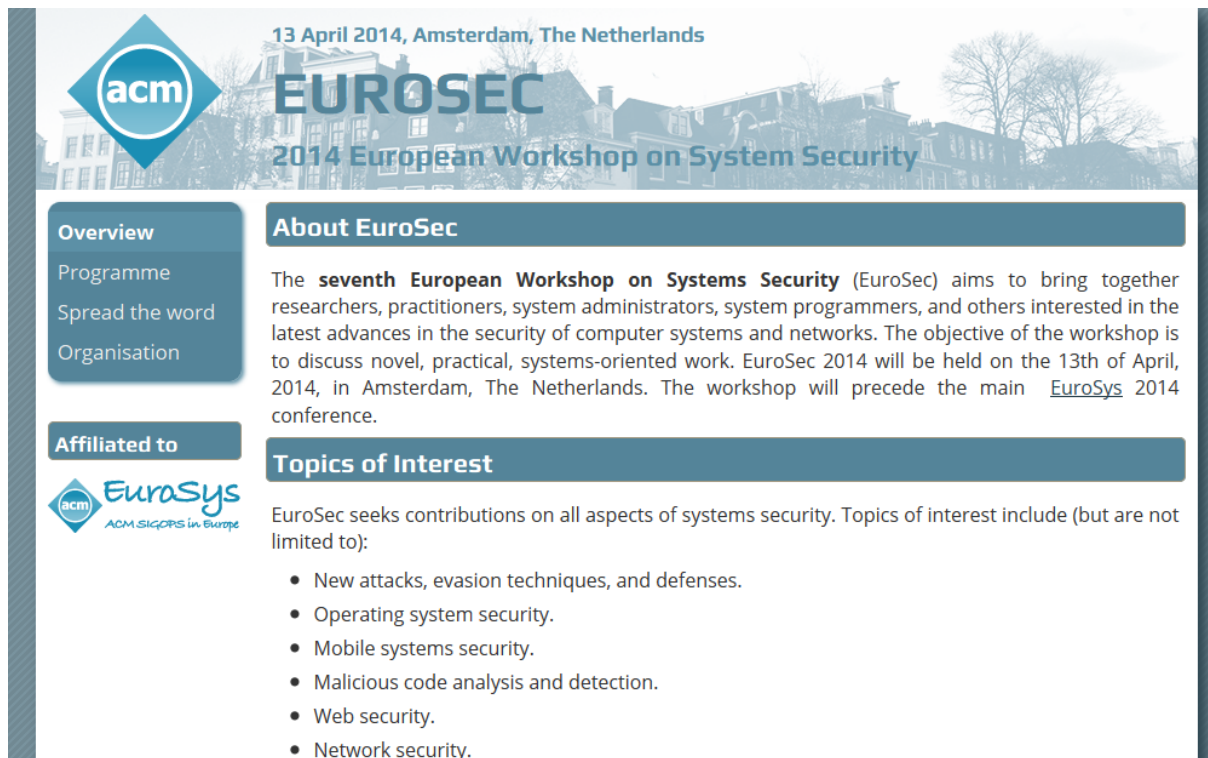 acm
13 April 2014, Amsterdam, The Netherlands
EUROSEC
2014 European Workshop on System Security
Overview
Programme
Spread the word
Organisation
Affiliated to
acm
EuroSys
ACM SIGOPS in Europe
About EuroSec
The seventh European Workshop on Systems Security (EuroSec) aims to bring together
researchers, practitioners, system administrators, system programmers, and others interested in the
latest advances in the security of computer systems and networks. The objective of the workshop is
to discuss novel, practical, systems-oriented work. EuroSec 2014 will be held on the 13th of April,
2014, in Amsterdam, The Netherlands. The workshop will precede the main EuroSys 2014
conference.
Topics of Interest
EuroSec seeks contributions on all aspects of systems security. Topics of interest include (but are not
limited to):
• New attacks, evasion techniques, and defenses.
• Operating system security.
• Mobile systems security.
• Malicious code analysis and detection.
• Web security.
• Network security.